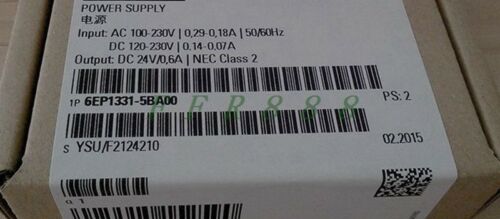 POWER SUPPLY
电源
Input: AC 100-230V | 0,29-0,18A | 50/60Hz
DC 120-230V | 0,14-0.07A
Output: DC 24V/0,6A | NEC Class 2
1P 6EP1331-5BA00
PS: 2
FFR888
S YSU/F2124210
02.2015
a 1